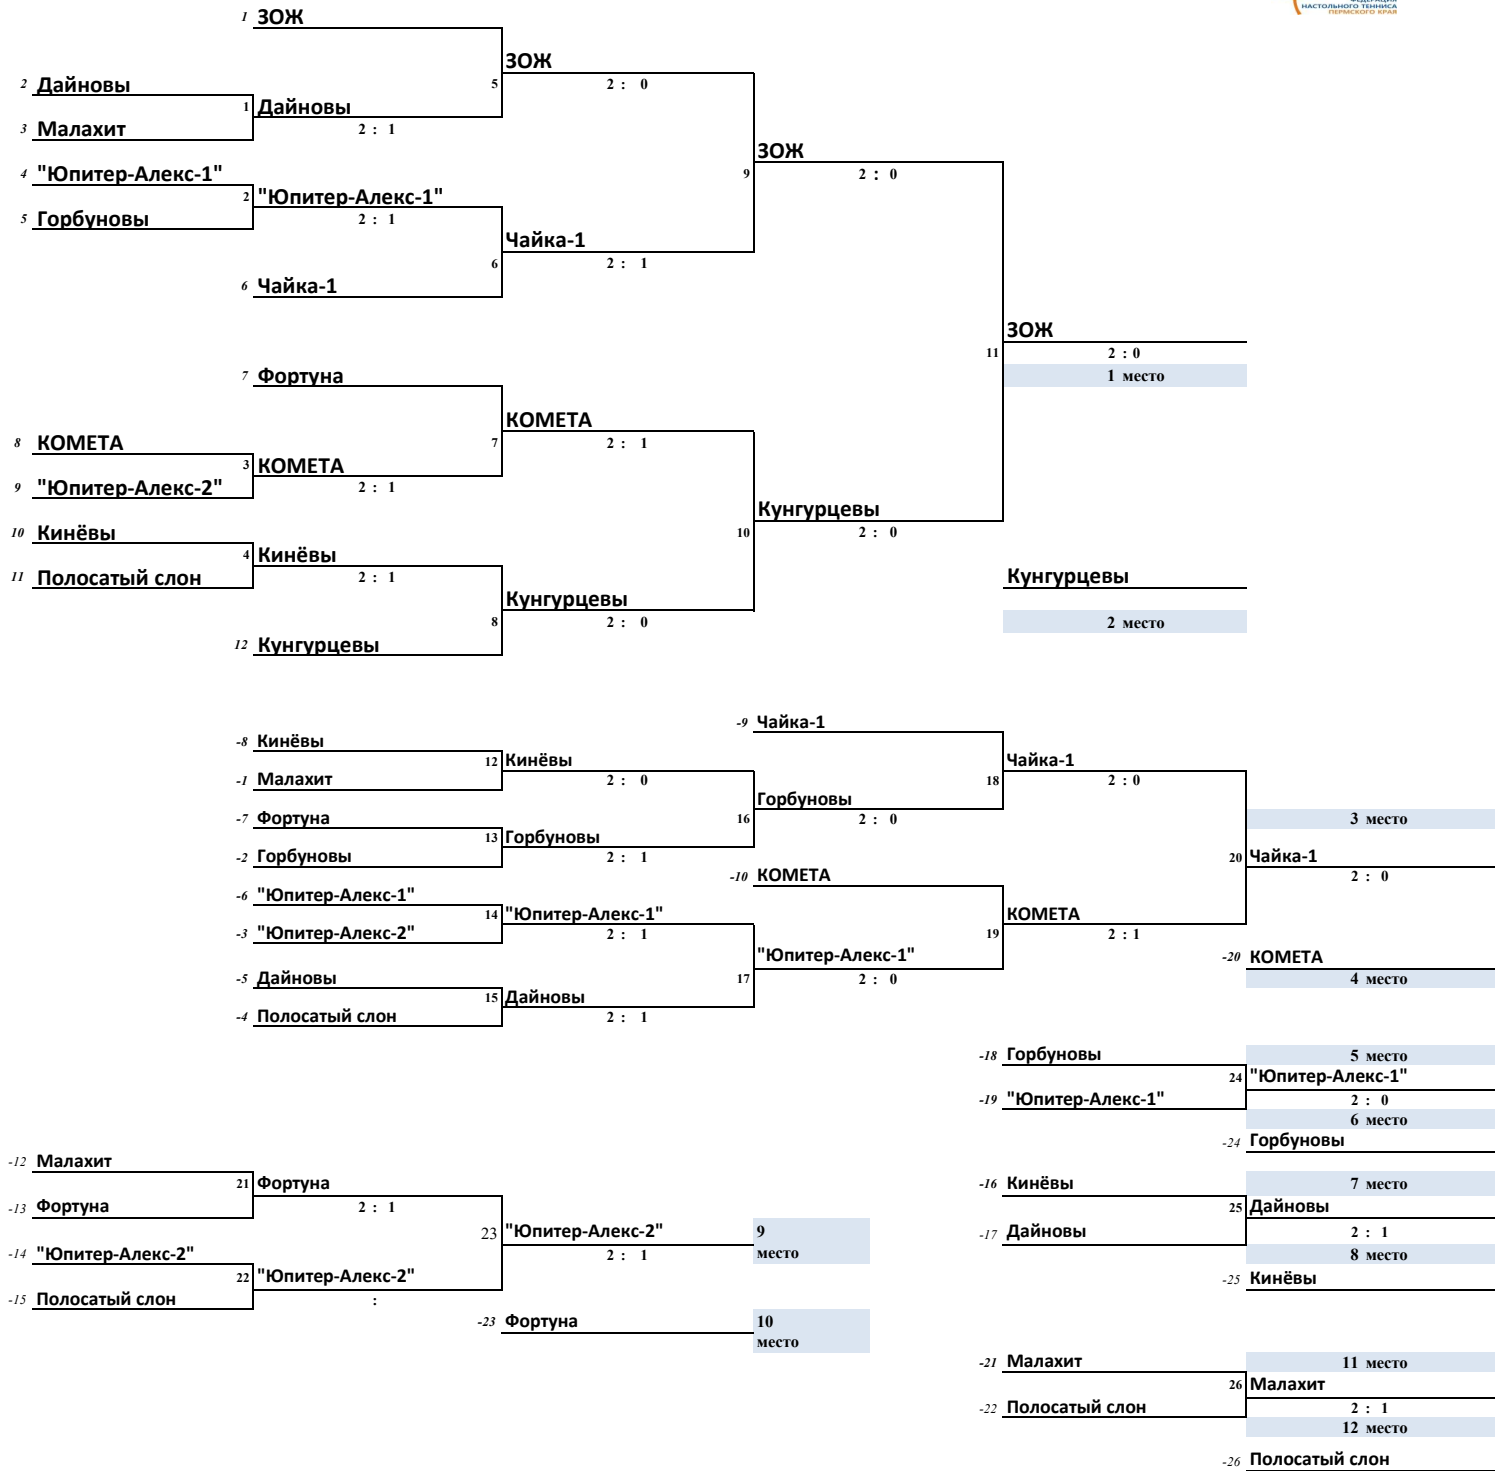 ФЕДЕРАЦИЯ
НАСТОЛЬНОГО ТЕННИСА
ПЕРМСКОГО КРАЯ
1 ЗОЖ
ЗОЖ
2 Дайновы
5
2 : 0
1 Дайновы
3 Малахит
2 : 1
ЗОЖ
4 "Юпитер-Алекс-1"
9
2 : 0
2 "Юпитер-Алекс-1"
5 Горбуновы
2 : 1
Чайка-1
6
2 : 1
6 Чайка-1
ЗОЖ
11
2 : 0
7 Фортуна
1 место
КОМЕТА
8 КОМЕТА
7
2 : 1
3 КОМЕТА
9 "Юпитер-Алекс-2"
2 : 1
Кунгурцевы
10 Кинёвы
10
2 : 0
4 Кинёвы
11 Полосатый слон
2 : 1
Кунгурцевы
Кунгурцевы
8
2 : 0
2 место
12 Кунгурцевы
-9 Чайка-1
-8 Кинёвы
12 Кинёвы
Чайка-1
-1 Малахит
2 : 0
18
2 : 0
Горбуновы
-7 Фортуна
16
2 : 0
3 место
13 Горбуновы
-2 Горбуновы
2 : 1
20 Чайка-1
-10 КОМЕТА
2 : 0
-6 "Юпитер-Алекс-1"
14 "Юпитер-Алекс-1"
КОМЕТА
-3 "Юпитер-Алекс-2"
2 : 1
19
2 : 1
"Юпитер-Алекс-1"
-20 КОМЕТА
-5 Дайновы
17
2 : 0
4 место
15 Дайновы
-4 Полосатый слон
2 : 1
-18 Горбуновы
5 место
24 "Юпитер-Алекс-1"
-19 "Юпитер-Алекс-1"
2 : 0
6 место
-24 Горбуновы
-12 Малахит
21 Фортуна
-16 Кинёвы
7 место
-13 Фортуна
2 : 1
25 Дайновы
23 "Юпитер-Алекс-2"
9
-17 Дайновы
2 : 1
-14 "Юпитер-Алекс-2"
2 : 1
место
8 место
22 "Юпитер-Алекс-2"
-25 Кинёвы
-15 Полосатый слон
:
-23 Фортуна
10
место
-21 Малахит
11 место
26 Малахит
-22 Полосатый слон
2 : 1
12 место
-26 Полосатый слон